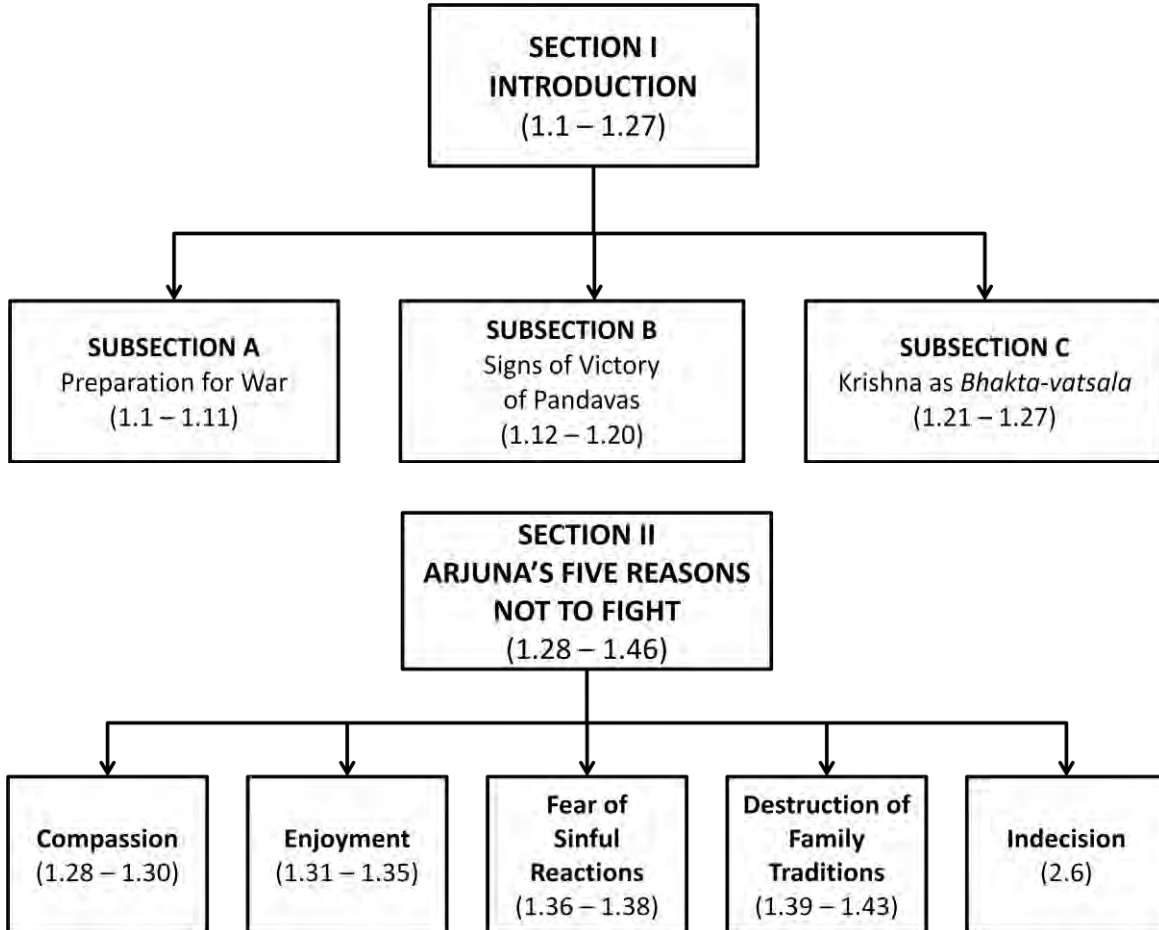 SECTION I
INTRODUCTION
(1.1 – 1.27)
SUBSECTION A
Preparation for War
(1.1 – 1.11)
SUBSECTION B
Signs of Victory
of Pandavas
(1.12 – 1.20)
SUBSECTION C
Krishna as Bhakta-vatsala
(1.21 – 1.27)
SECTION II
ARJUNA’S FIVE REASONS
NOT TO FIGHT
(1.28 – 1.46)
Compassion
(1.28 – 1.30)
Enjoyment
(1.31 – 1.35)
Fear of
Sinful
Reactions
(1.36 – 1.38)
Destruction of
Family
Traditions
(1.39 – 1.43)
Indecision
(2.6)